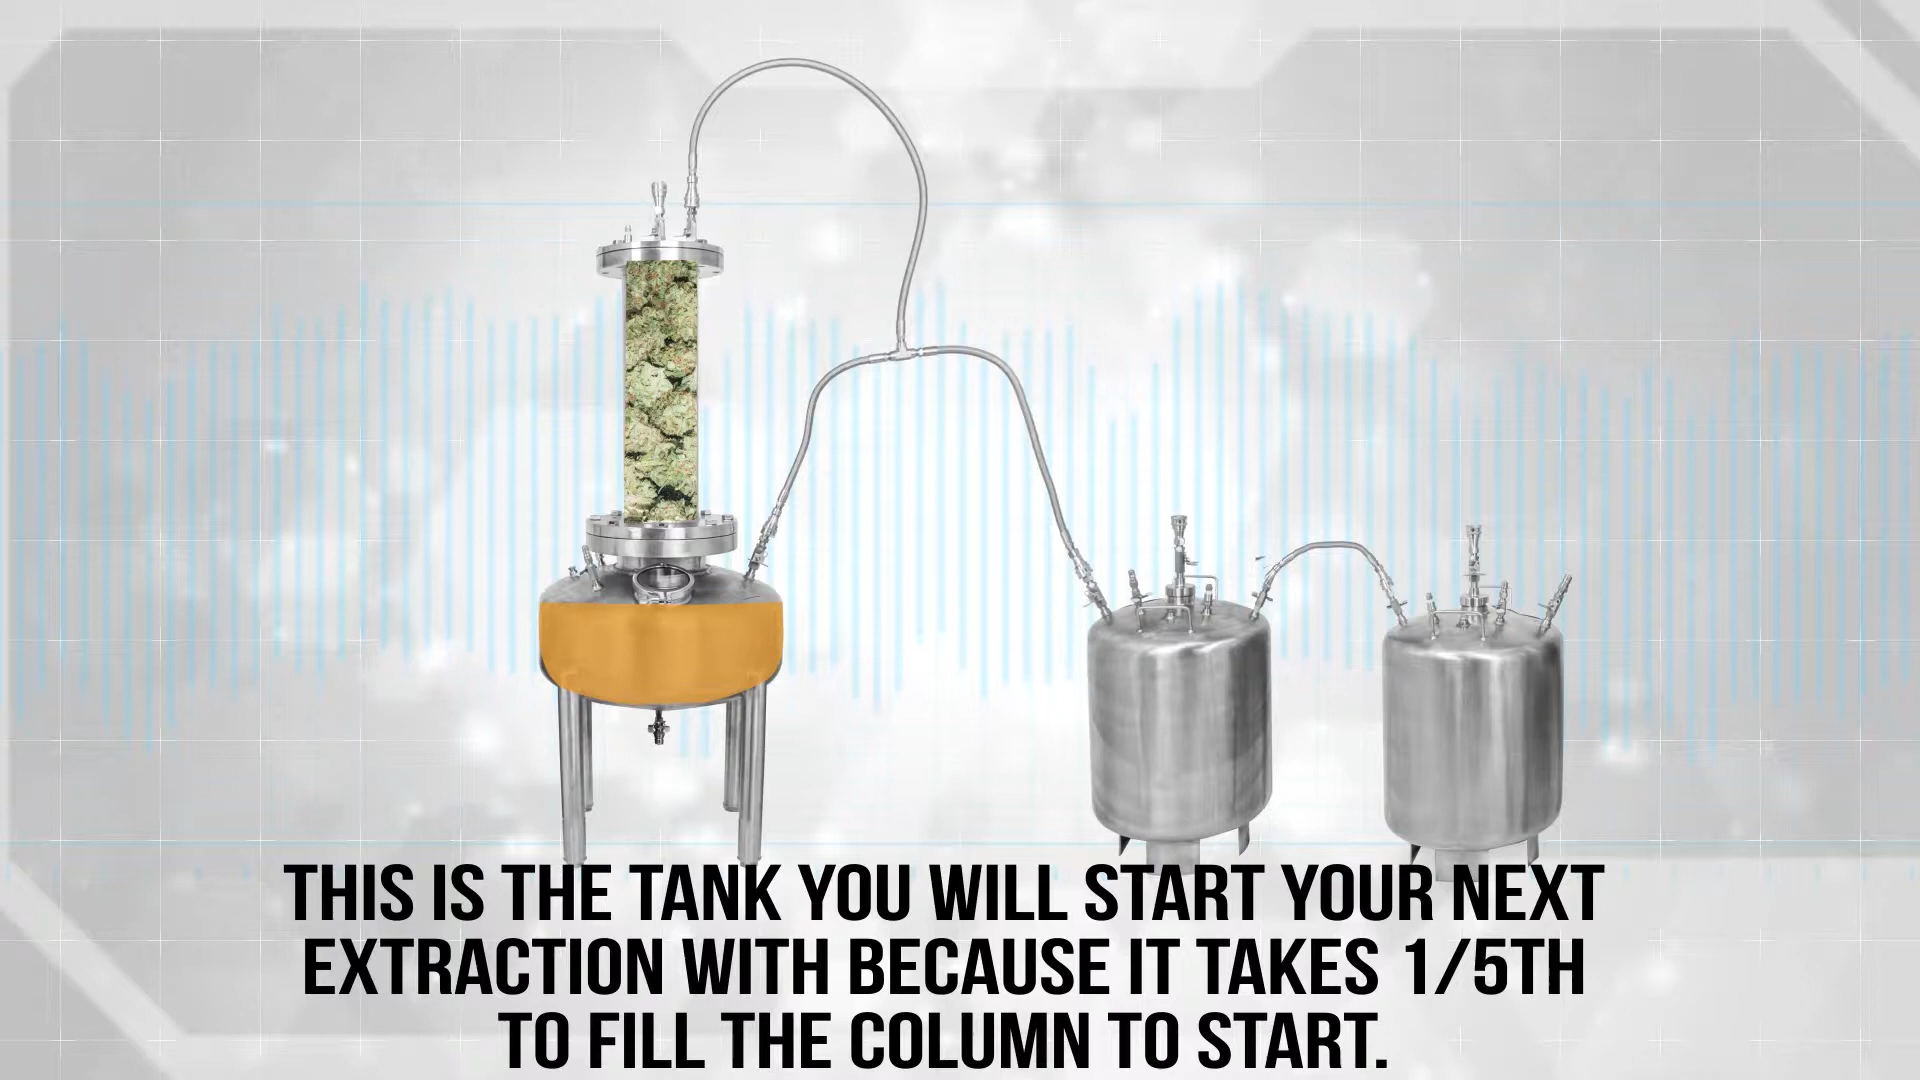 THIS IS THE TANK YOU WILL START YOUR NEXT
EXTRACTION WITH BECAUSE IT TAKES 1/5TH
TO FILL THE COLUMN TO START.